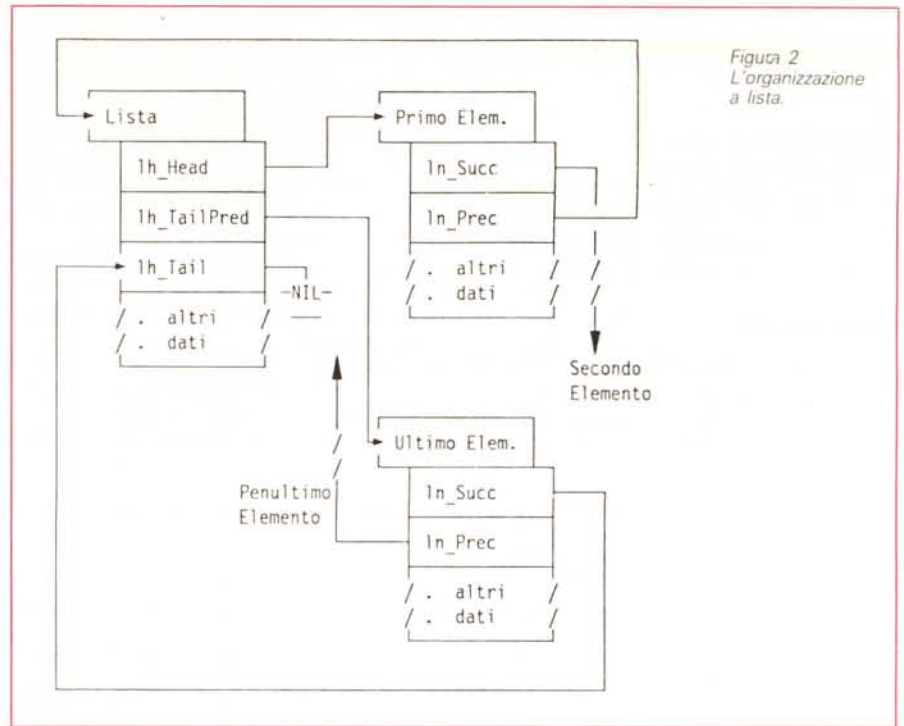 Figura 2
L'organizzazione
a lista.
Lista
lh_Head
lh_TailPred
lh_Tail
—NIL—
/ . altri /
/ . dati /
Primo Elem.
ln_Succ
ln_Prec
/ . altri /
/ . dati /
Secondo
Elemento
Penultimo
Elemento
Ultimo Elem.
ln_Succ
ln_Prec
/ . altri /
/ . dati /